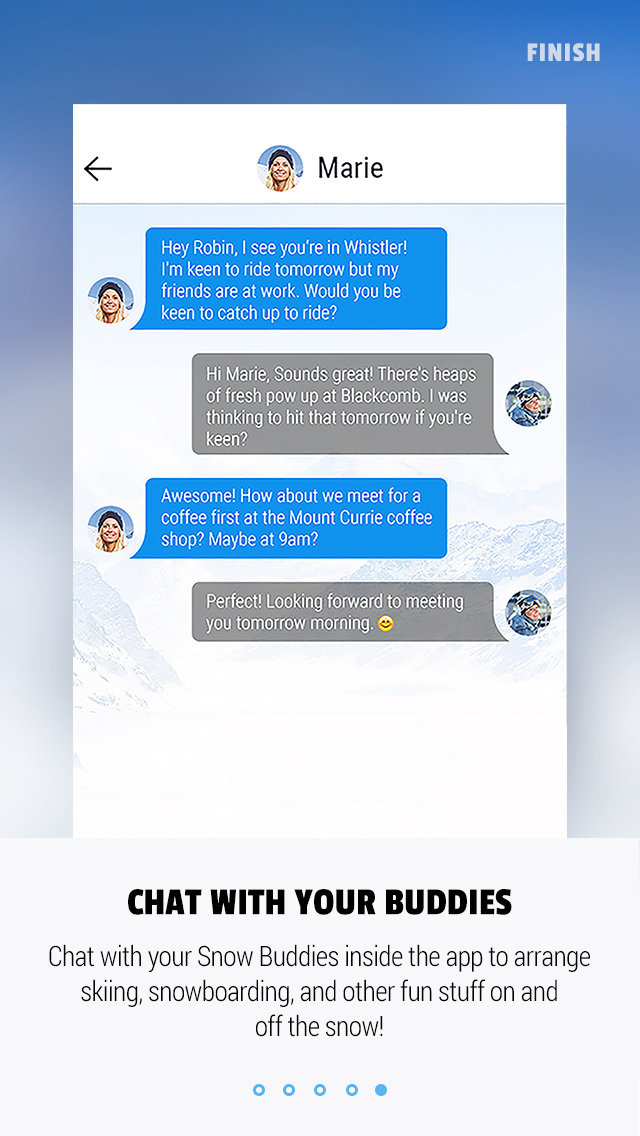 FINISH
Marie
Hey Robin, I see you're in Whistler!
I'm keen to ride tomorrow but my
friends are at work. Would you be
keen to catch up to ride?
Hi Marie, Sounds great! There's heaps
of fresh pow up at Blackcomb. I was
thinking to hit that tomorrow if you're
keen?
Awesome! How about we meet for a
coffee first at the Mount Currie coffee
shop? Maybe at 9am?
Perfect! Looking forward to meeting
you tomorrow morning. 😊
CHAT WITH YOUR BUDDIES
Chat with your Snow Buddies inside the app to arrange
skiing, snowboarding, and other fun stuff on and
off the snow!